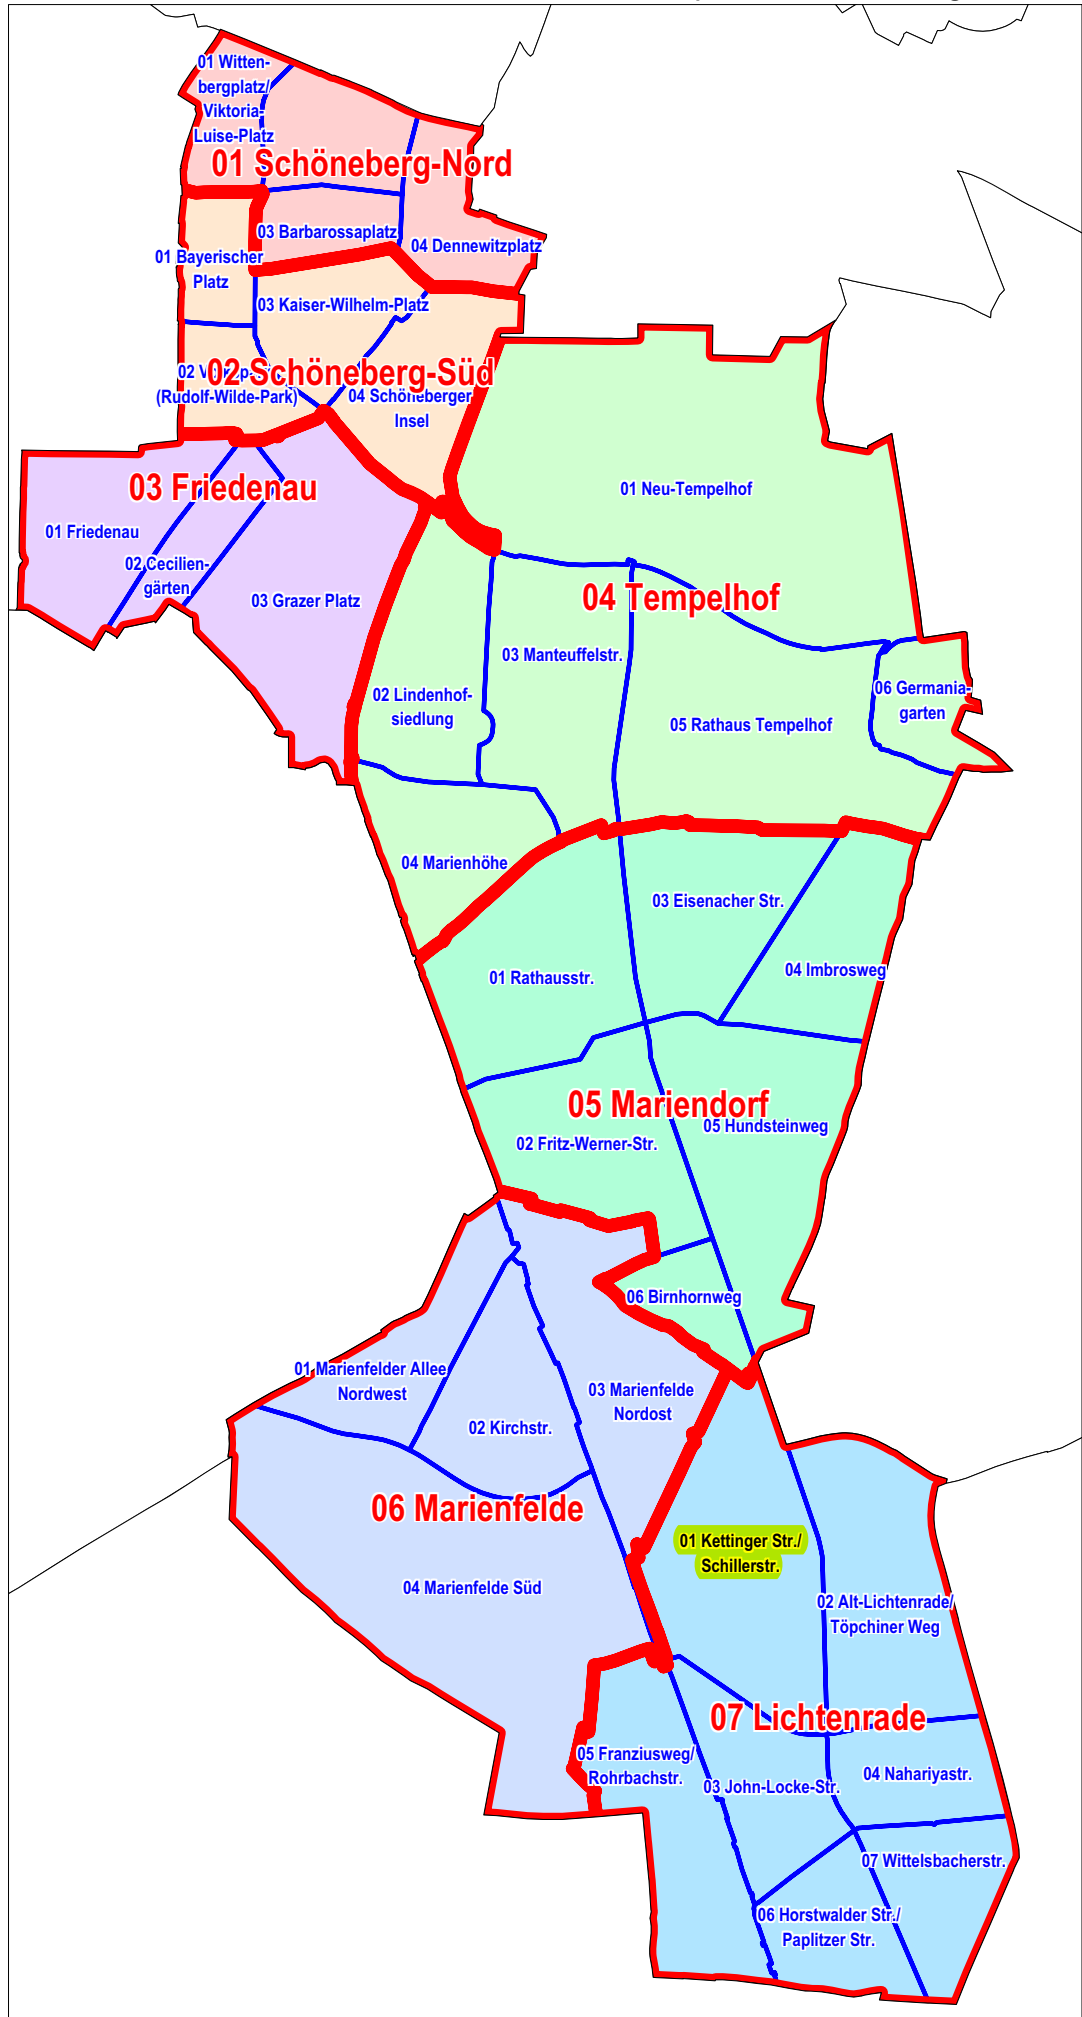 01 Witten-
bergplatz/
Viktoria-
Luise-Platz
01 Schöneberg-Nord
03 Barbarossaplatz
04 Dennewitzplatz
01 Bayerischer
Platz
03 Kaiser-Wilhelm-Platz
02 Schöneberg-Süd
02
(Rudolf-Wilde-Park)
04 Schöneberger
Insel
03 Friedenau
01 Friedenau
02 Cecilien-
gärten
03 Grazer Platz
01 Neu-Tempelhof
04 Tempelhof
03 Manteuffelstr.
02 Lindenhof-
siedlung
06 Germania-
garten
05 Rathaus Tempelhof
04 Marienhöhe
03 Eisenacher Str.
01 Rathausstr.
04 Imbrosweg
05 Mariendorf
05 Hundsteinweg
02 Fritz-Werner-Str.
06 Birnhornweg
01 Marienfelder Allee
Nordwest
03 Marienfelde
Nordost
02 Kirchstr.
06 Marienfelde
04 Marienfelde Süd
01 Kettinger Str./
Schillerstr.
02 Alt-Lichtenrade/
Töpchiner Weg
07 Lichtenrade
05 Franziusweg/
Rohrbachstr.
03 John-Locke-Str.
04 Nahariyastr.
07 Wittelsbacherstr.
06 Horstwalder Str./
Paplitzer Str.